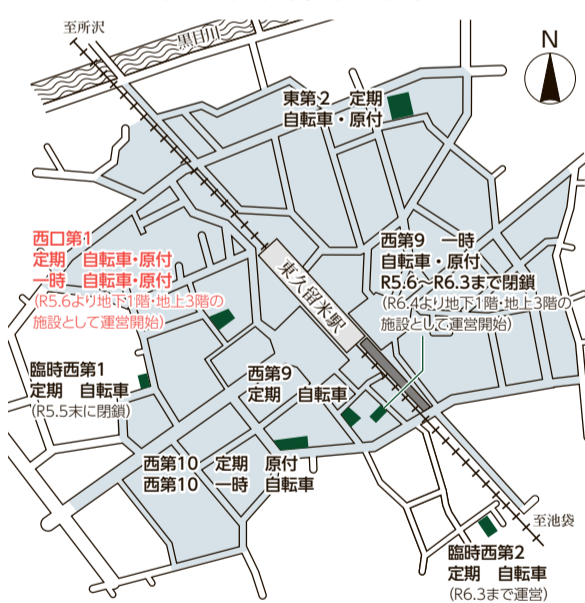 至所沢
黒目川
N
東第2 定期
自転車・原付
西口第1
定期 自転車・原付
一時 自転車・原付
(R5.6より地下1階・地上3階の
施設として運営開始)
西第9 一時
自転車・原付
R5.6~R6.3まで閉鎖
(R6.4より地下1階・地上3階の
施設として運営開始)
東久留米駅
臨時西第1
定期 自転車
(R5.5末に閉鎖)
西第9
定期 自転車
西第10 定期 原付
西第10 一時 自転車
至池袋
臨時西第2
定期 自転車
(R6.3まで運営)